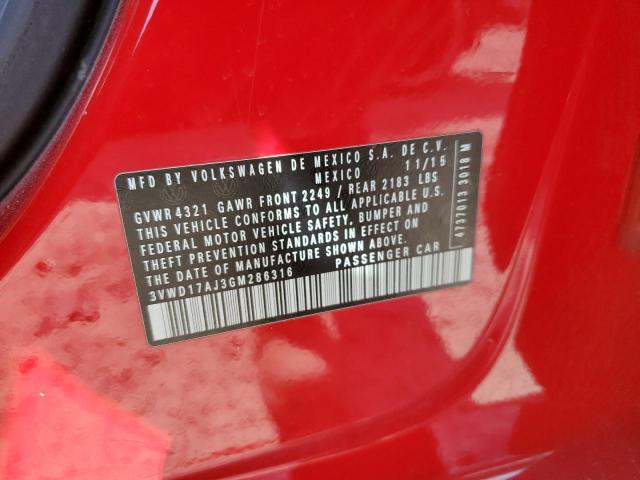 MFD BY VOLKSWAGEN DE MEXICO S.A. DE C.V.
MEXICO 11/15
GVWR 4321 GAWR FRONT 2249 / REAR 2183 LBS
THIS VEHICLE CONFORMS TO ALL APPLICABLE U.S.
FEDERAL MOTOR VEHICLE SAFETY, BUMPER AND
THEFT PREVENTION STANDARDS IN EFFECT ON
THE DATE OF MANUFACTURE SHOWN ABOVE.
3VWD17AJ3GM286316 PASSENGER CAR
4737013 3018 M